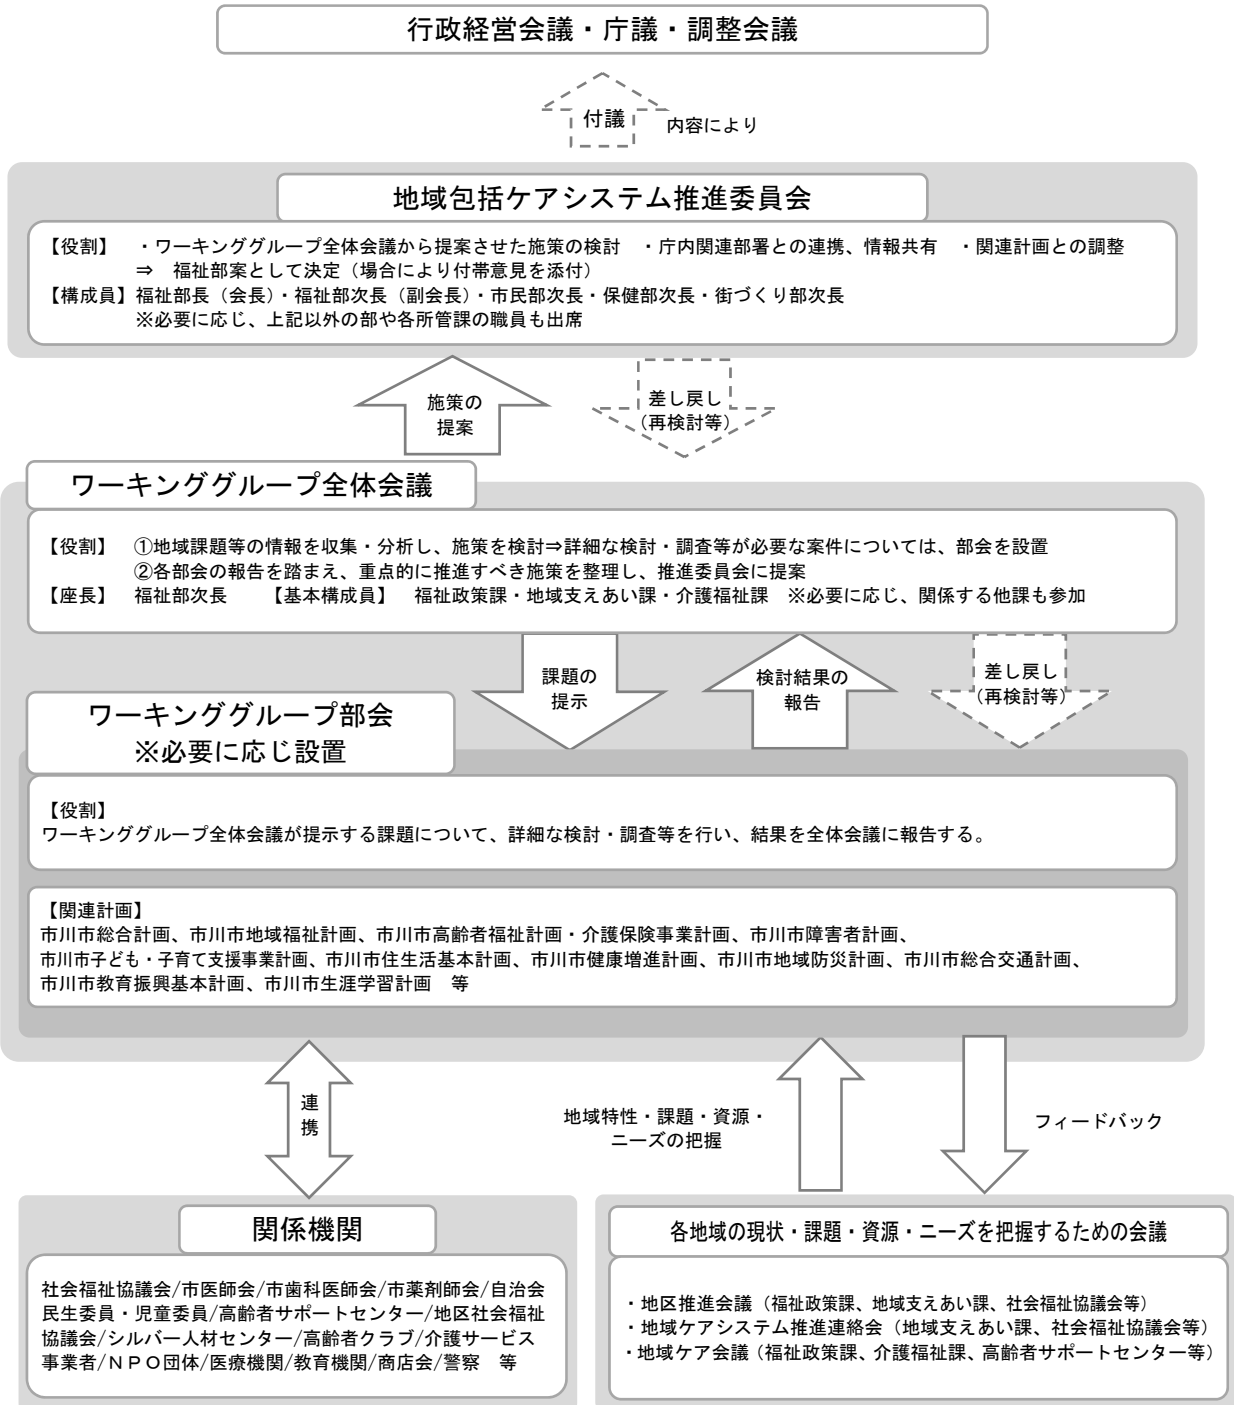 行政経営会議・庁議・調整会議
付議
内容により
地域包括ケアシステム推進委員会
【役割】 ・ワーキンググループ全体会議から提案させた施策の検討 ・庁内関連部署との連携、情報共有 ・関連計画との調整
⇒ 福祉部案として決定（場合により付帯意見を添付）
【構成員】福祉部長（会長）・福祉部次長（副会長）・市民部次長・保健部次長・街づくり部次長
※必要に応じ、上記以外の部や各所管課の職員も出席
施策の
提案
差し戻し
（再検討等）
ワーキンググループ全体会議
【役割】 ①地域課題等の情報を収集・分析し、施策を検討⇒詳細な検討・調査等が必要な案件については、部会を設置
②各部会の報告を踏まえ、重点的に推進すべき施策を整理し、推進委員会に提案
【座長】 福祉部次長 【基本構成員】 福祉政策課・地域支えあい課・介護福祉課 ※必要に応じ、関係する他課も参加
課題の
提示
検討結果の
報告
差し戻し
（再検討等）
ワーキンググループ部会
※必要に応じ設置
【役割】
ワーキンググループ全体会議が提示する課題について、詳細な検討・調査等を行い、結果を全体会議に報告する。
【関連計画】
市川市総合計画、市川市地域福祉計画、市川市高齢者福祉計画・介護保険事業計画、市川市障害者計画、
市川市子ども・子育て支援事業計画、市川市住生活基本計画、市川市健康増進計画、市川市地域防災計画、市川市総合交通計画、
市川市教育振興基本計画、市川市生涯学習計画 等
連
携
地域特性・課題・資源・
ニーズの把握
フィードバック
関係機関
社会福祉協議会/市医師会/市歯科医師会/市薬剤師会/自治会
民生委員・児童委員/高齢者サポートセンター/地区社会福祉
協議会/シルバー人材センター/高齢者クラブ/介護サービス
事業者/ＮＰＯ団体/医療機関/教育機関/商店会/警察 等
各地域の現状・課題・資源・ニーズを把握するための会議
・地区推進会議（福祉政策課、地域支えあい課、社会福祉協議会等）
・地域ケアシステム推進連絡会（地域支えあい課、社会福祉協議会等）
・地域ケア会議（福祉政策課、介護福祉課、高齢者サポートセンター等）